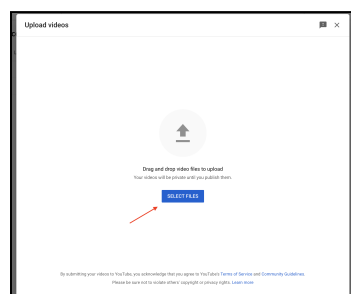 Upload videos
Drag and drop video files to upload
Your videos will be private until you publish them.
SELECT FILES
By submitting your videos to YouTube, you acknowledge that you agree to YouTube's Terms of Service and Community Guidelines.
Please be sure not to violate others' copyright or privacy rights. Learn more